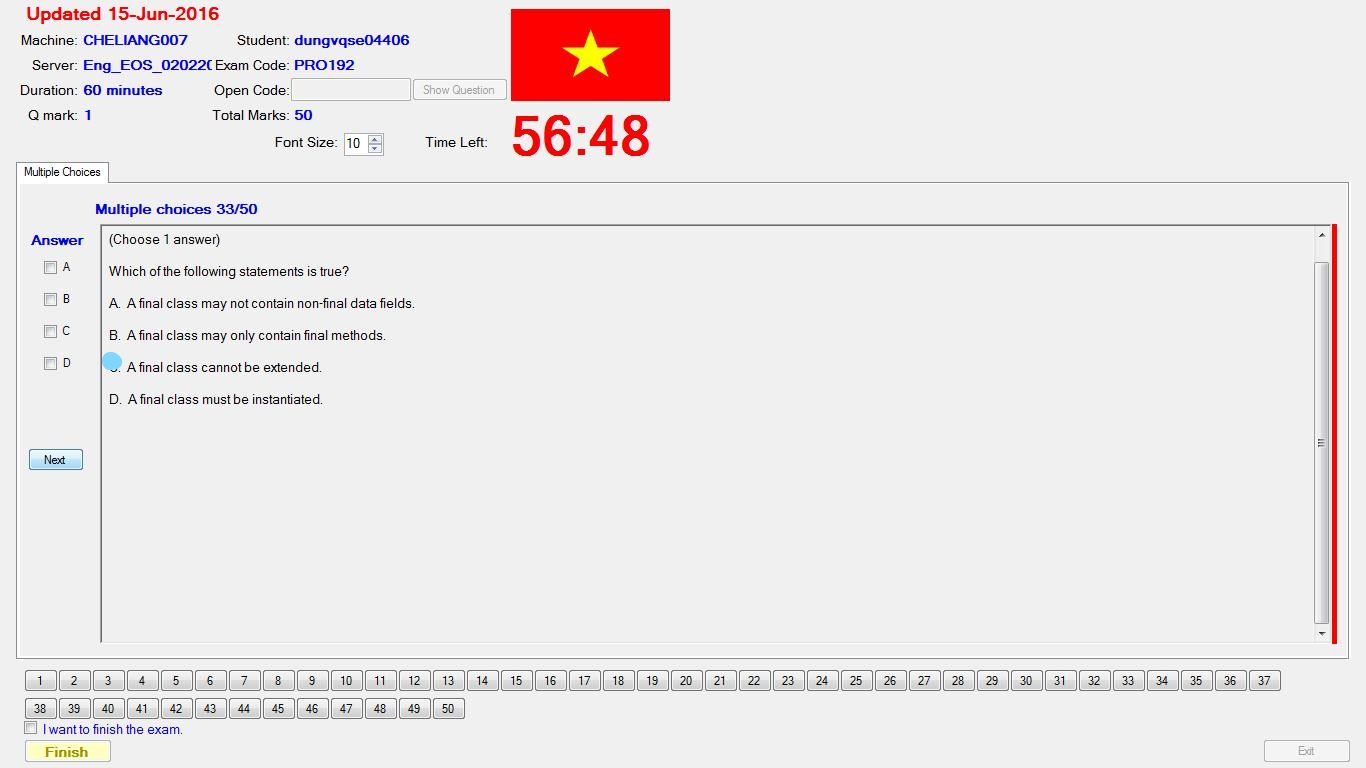 Updated 15-Jun-2016
Machine: CHELIANG007 Student: dungvqse04406
Server: Eng_EOS_020220 Exam Code: PRO192
Duration: 60 minutes Open Code: Show Question
Q mark: 1 Total Marks: 50
Font Size: 10 Time Left: 56:48
Multiple Choices
Multiple choices 33/50
Answer
(Choose 1 answer)
A
Which of the following statements is true?
B
A. A final class may not contain non-final data fields.
C
B. A final class may only contain final methods.
D
C. A final class cannot be extended.
D. A final class must be instantiated.
Next
1 2 3 4 5 6 7 8 9 10 11 12 13 14 15 16 17 18 19 20 21 22 23 24 25 26 27 28 29 30 31 32 33 34 35 36 37
38 39 40 41 42 43 44 45 46 47 48 49 50
I want to finish the exam.
Finish Exit